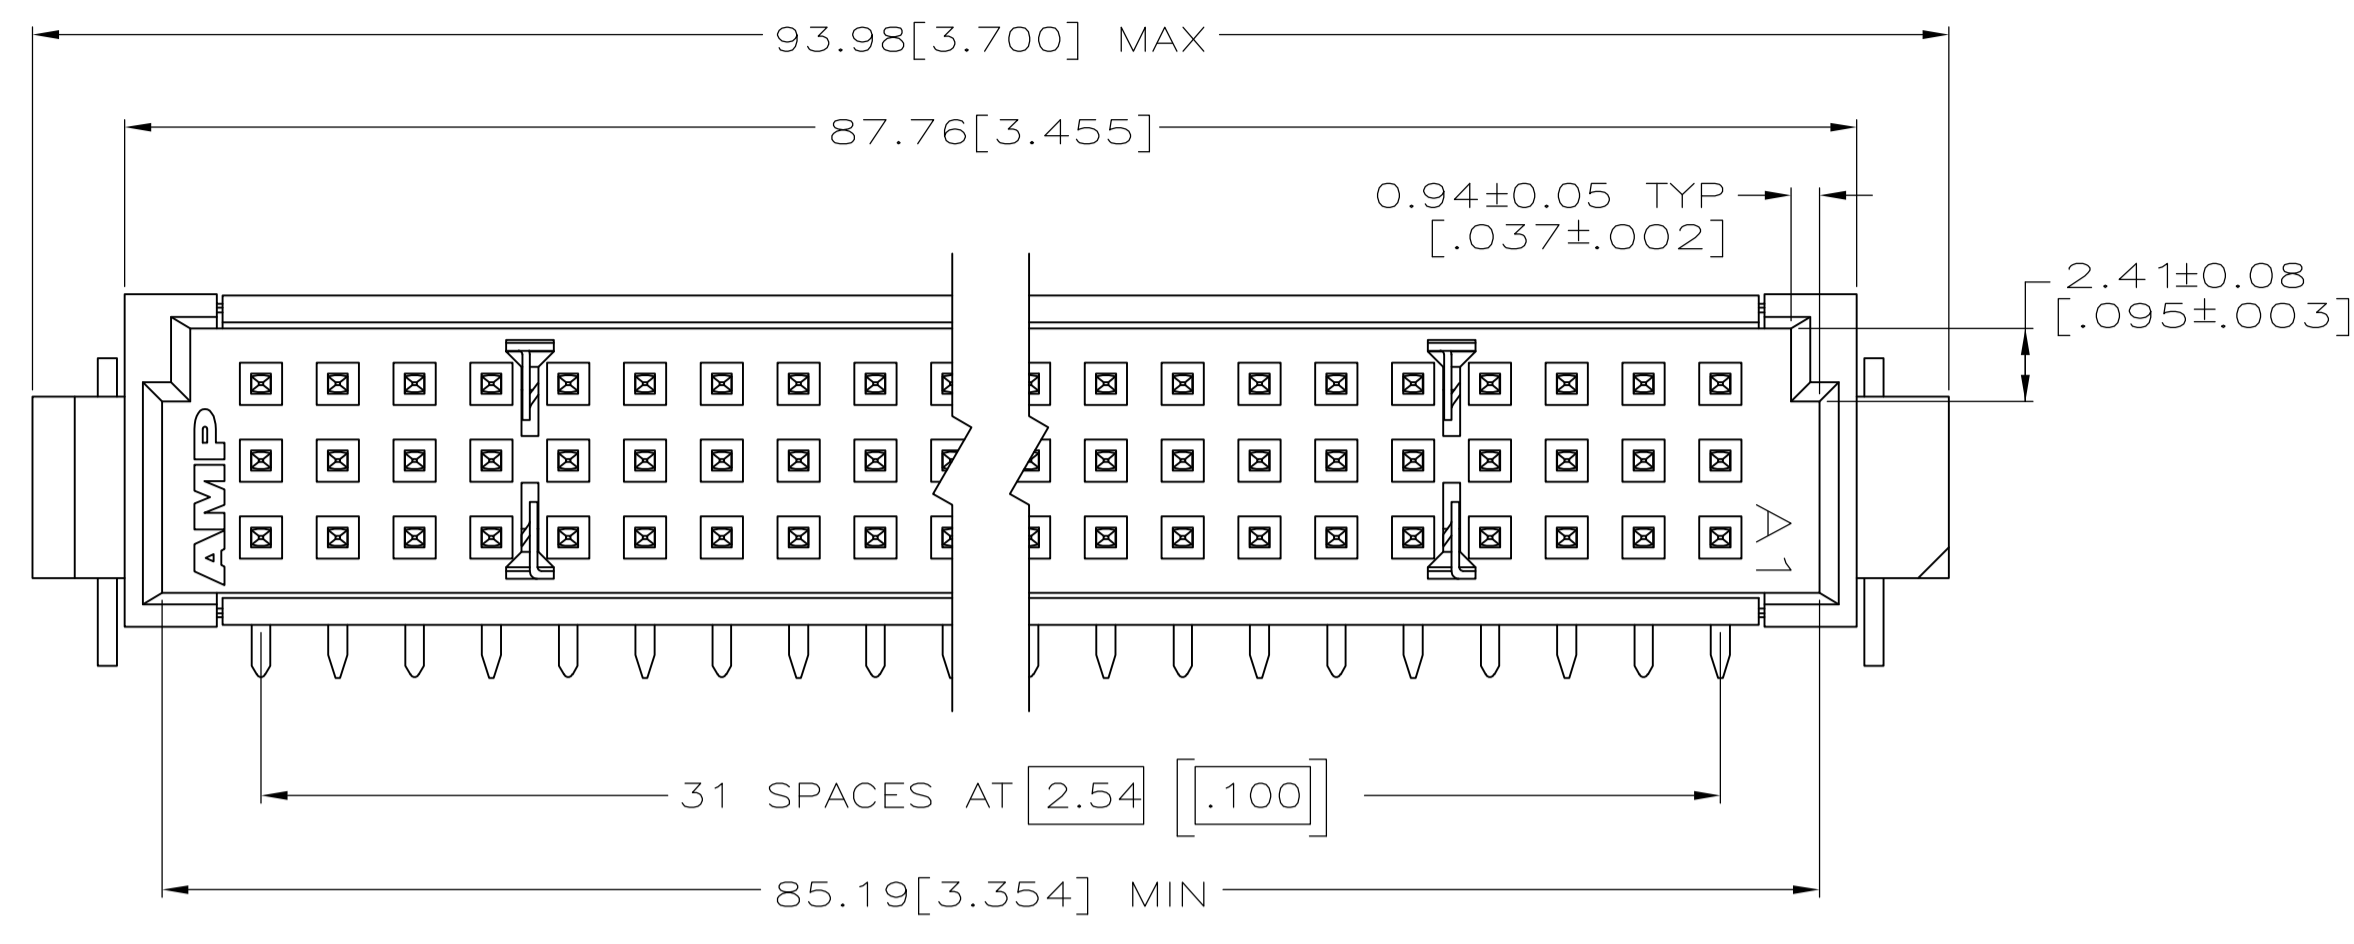 93.98[3.700] MAX
87.76[3.455]
0.94±0.05 TYP
[.037±.002]
2.41±0.08
[.095±.003]
AMP
A1
31 SPACES AT 2.54 [.100]
85.19[3.354] MIN